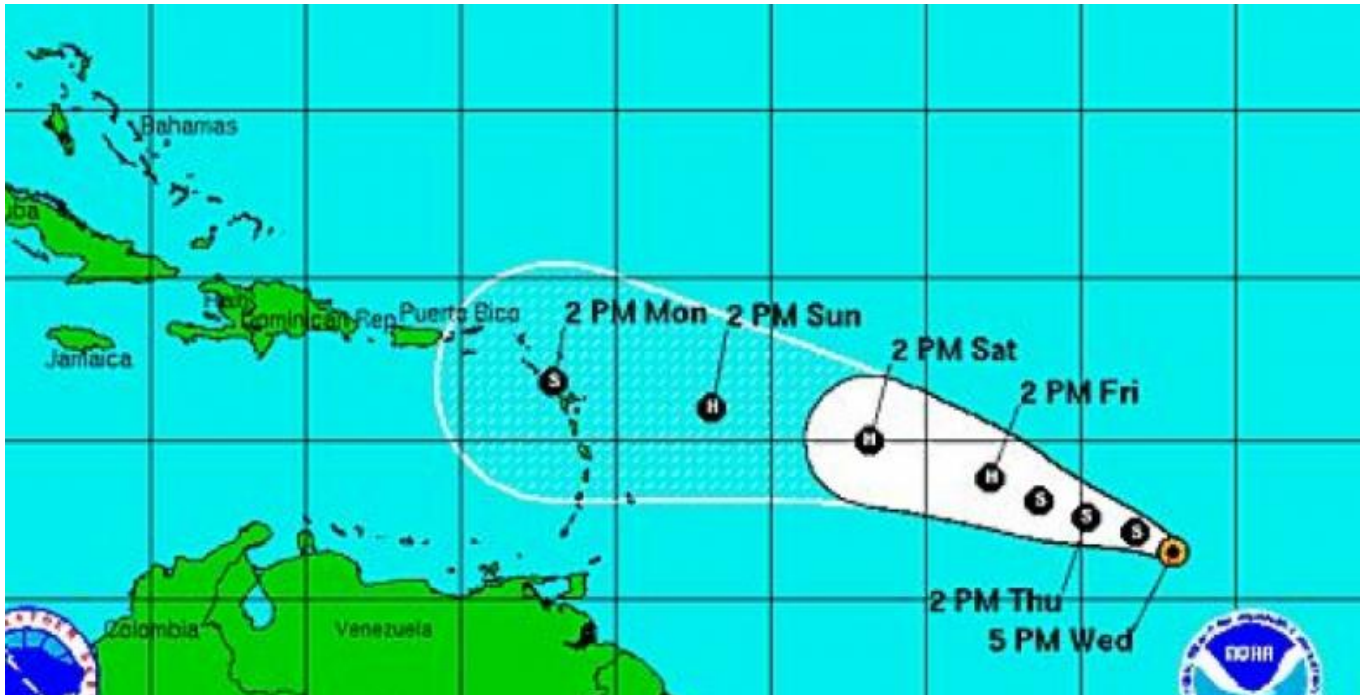 Bahamas
uba
Haiti
Dominican Rep
Puerto Rico
Jamaica
2 PM Mon
2 PM Sun
2 PM Sat
2 PM Fri
S
H
H
H
S
S
S
2 PM Thu
5 PM Wed
Colombia
Venezuela
NOAA